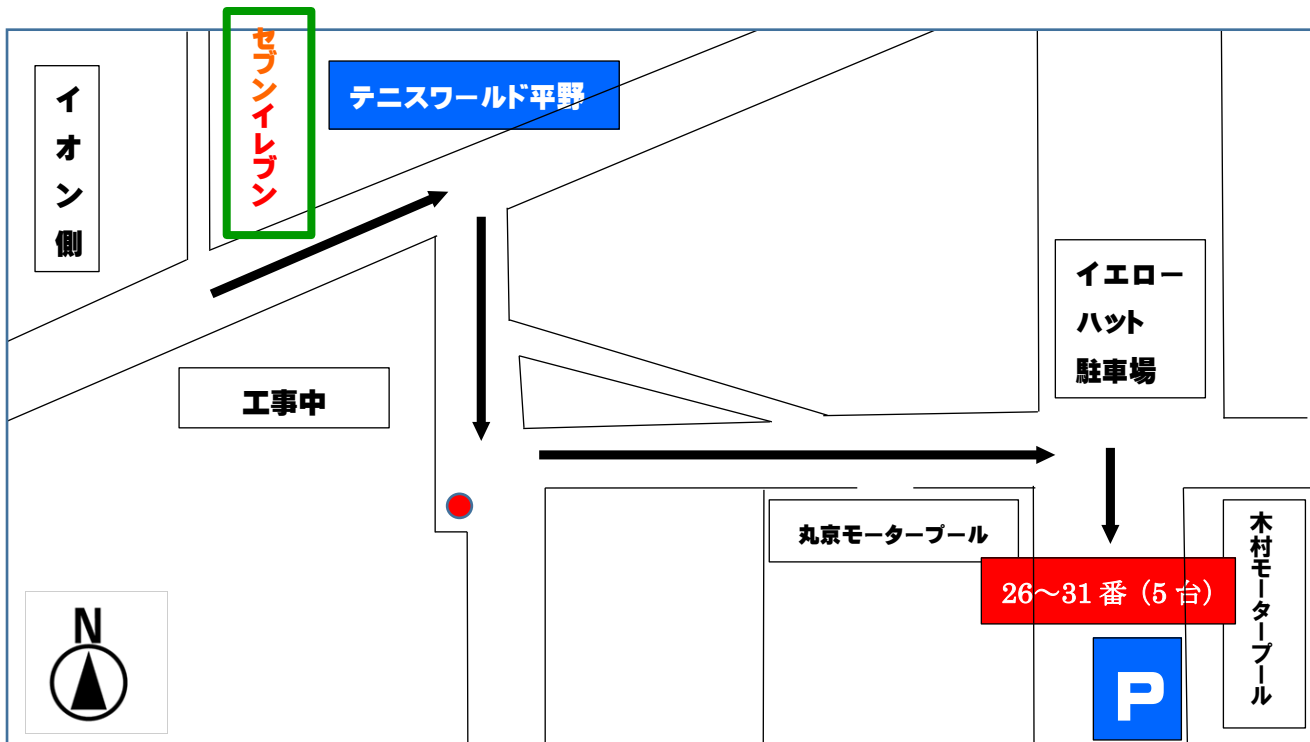 イオン側
セブンイレブン
テニスワールド平野
工事中
イエロー
ハット
駐車場
丸京モータープール
26～31 番（5 台）
木村モータープール
N
P